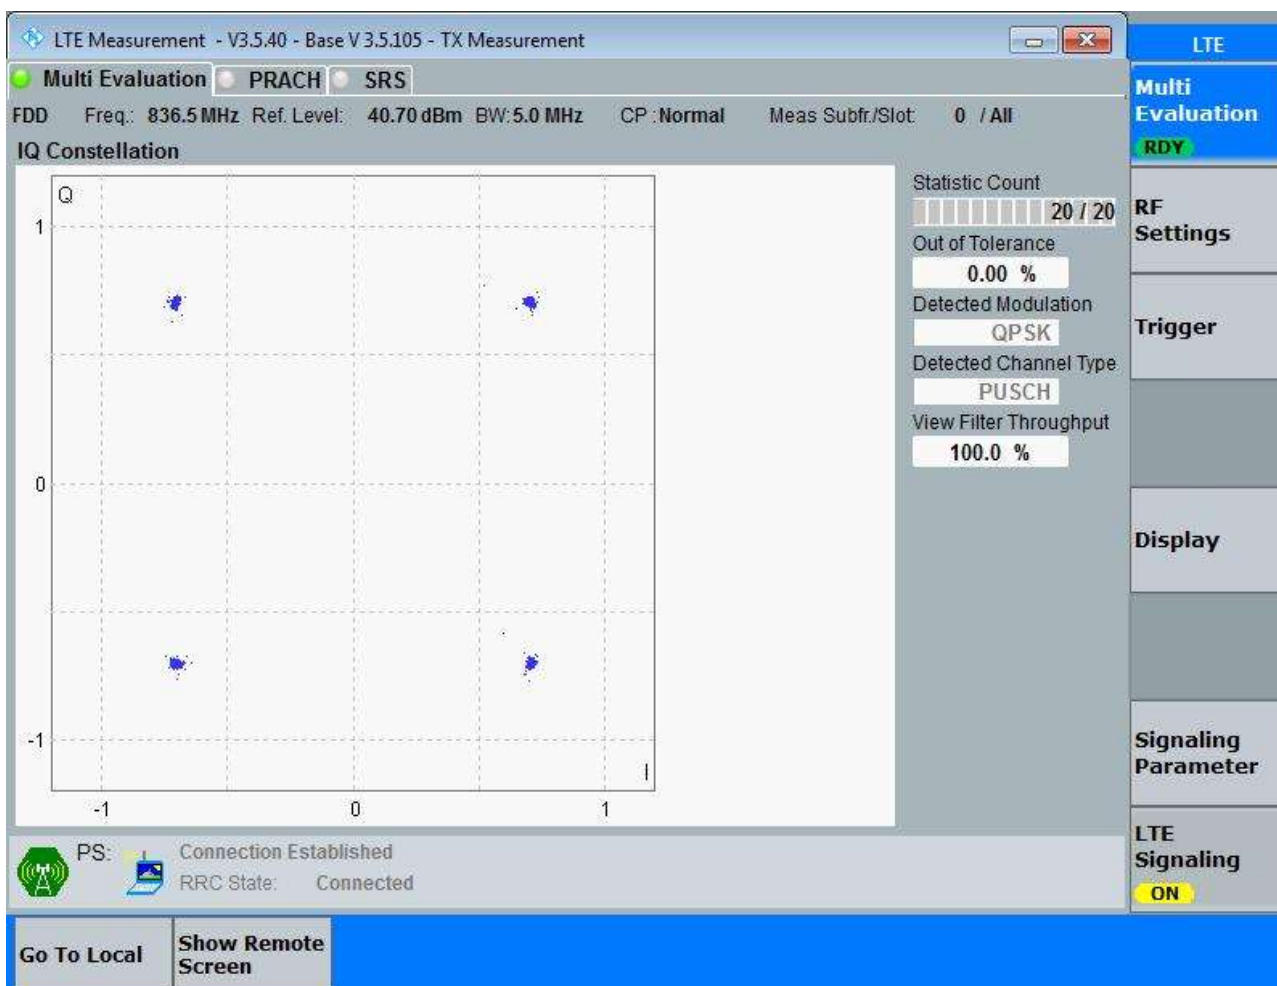 LTE Measurement - V3.5.40 - Base V 3.5.105 - TX Measurement
LTE
Multi Evaluation PRACH SRS
FDD Freq.: 836.5 MHz Ref. Level: 40.70 dBm BW: 5.0 MHz CP : Normal Meas Subfr./Slot: 0 / All
IQ Constellation
Q
1
0
-1
I
-1 0 1
Statistic Count
20 / 20
Out of Tolerance
0.00 %
Detected Modulation
QPSK
Detected Channel Type
PUSCH
View Filter Throughput
100.0 %
Multi
Evaluation
RDY
RF
Settings
Trigger
Display
Signaling
Parameter
LTE
Signaling
ON
PS: Connection Established
RRC State: Connected
Go To Local
Show Remote
Screen